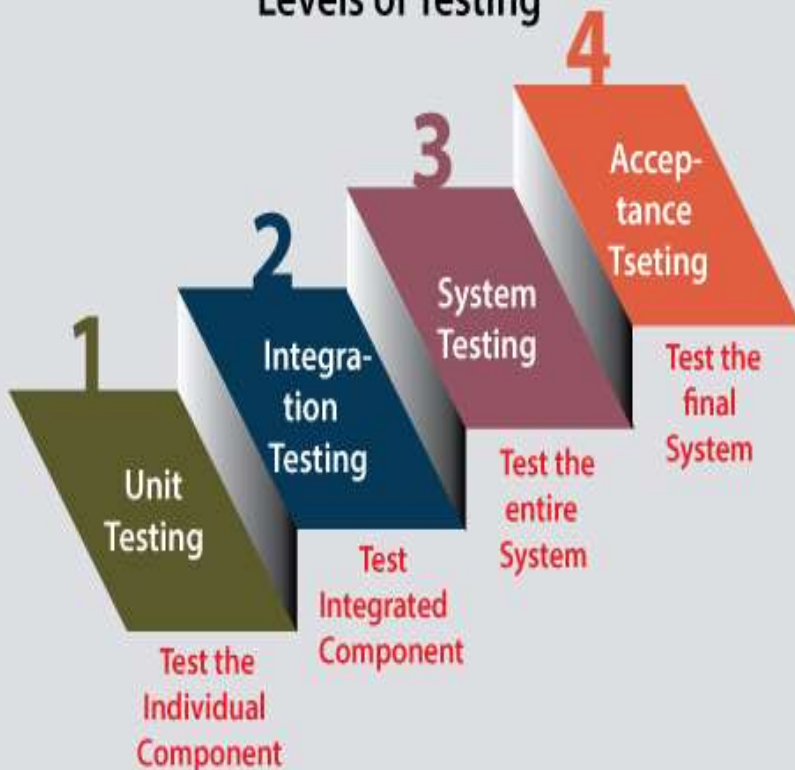 Levels of Testing
1
Unit
Testing
Test the
Individual
Component
2
Integra-
tion
Testing
Test
Integrated
Component
3
System
Testing
Test the
entire
System
4
Accep-
tance
Tseting
Test the
final
System